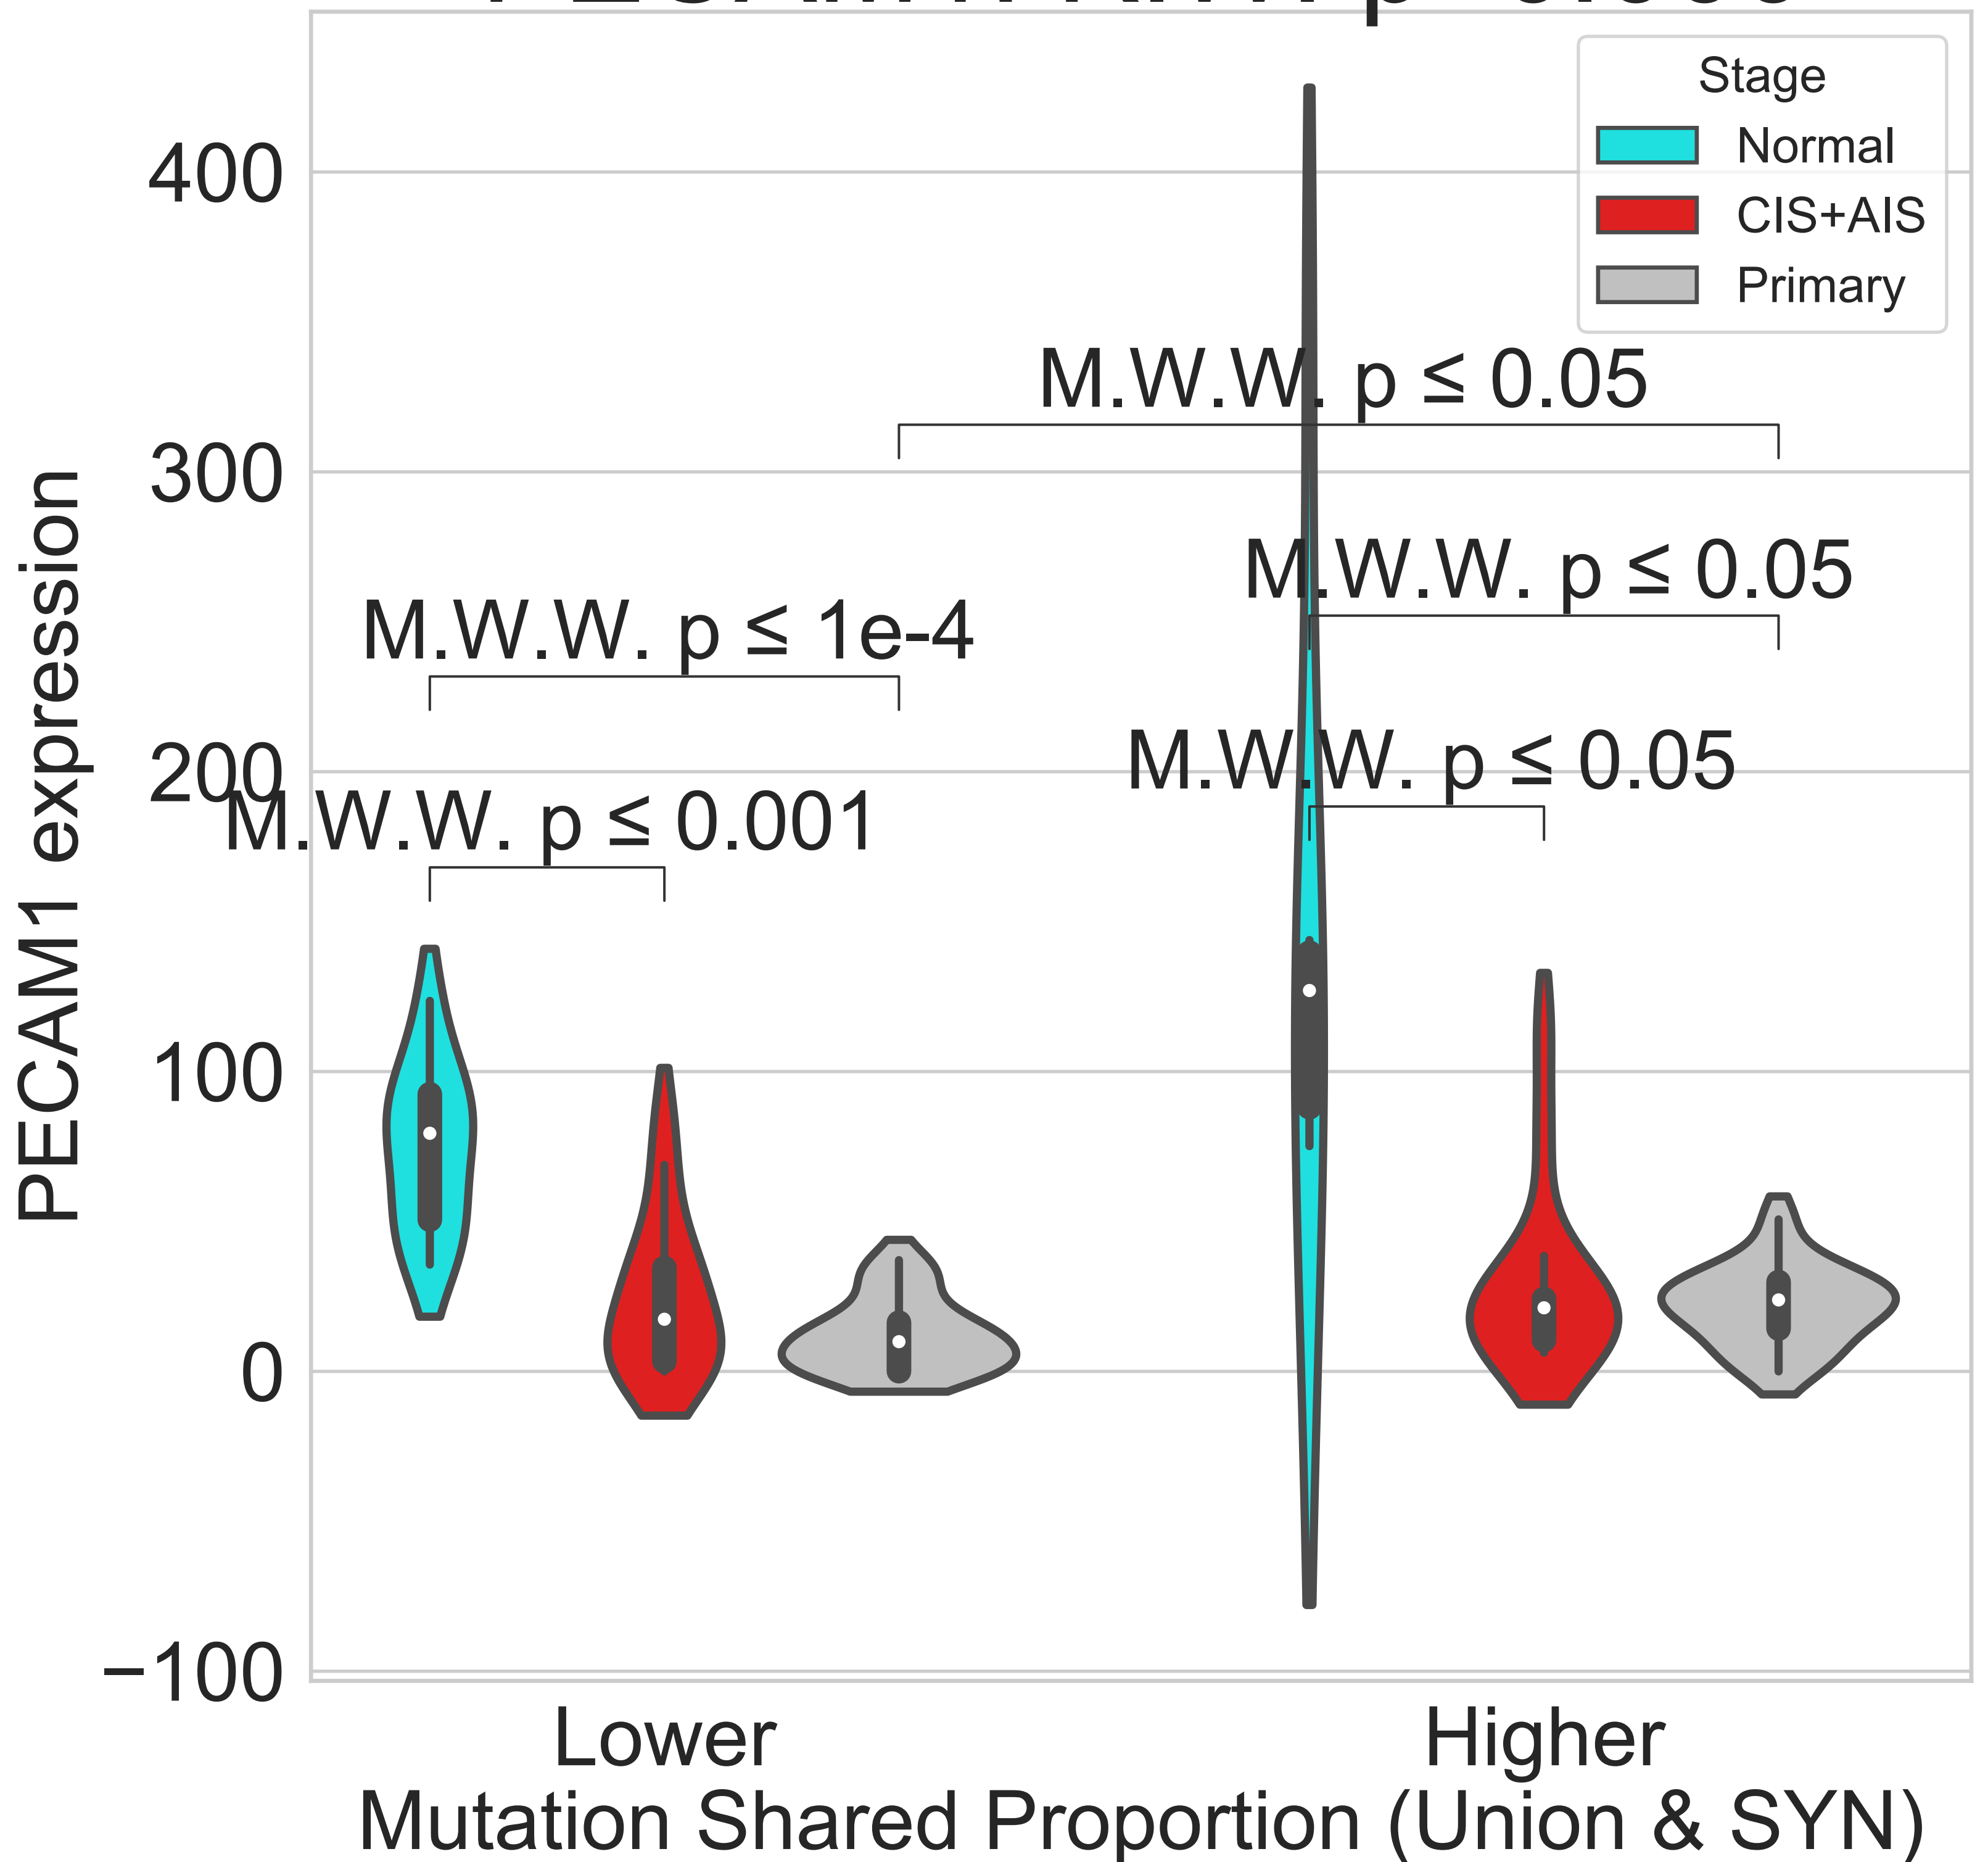 Stage
Normal
CIS+AIS
Primary
400
300
200
100
0
−100
PECAM1 expression
M.W.W. p ≤ 0.05
M.W.W. p ≤ 0.05
M.W.W. p ≤ 1e-4
M.W.W. p ≤ 0.05
M.W.W. p ≤ 0.001
Lower
Higher
Mutation Shared Proportion (Union & SYN)